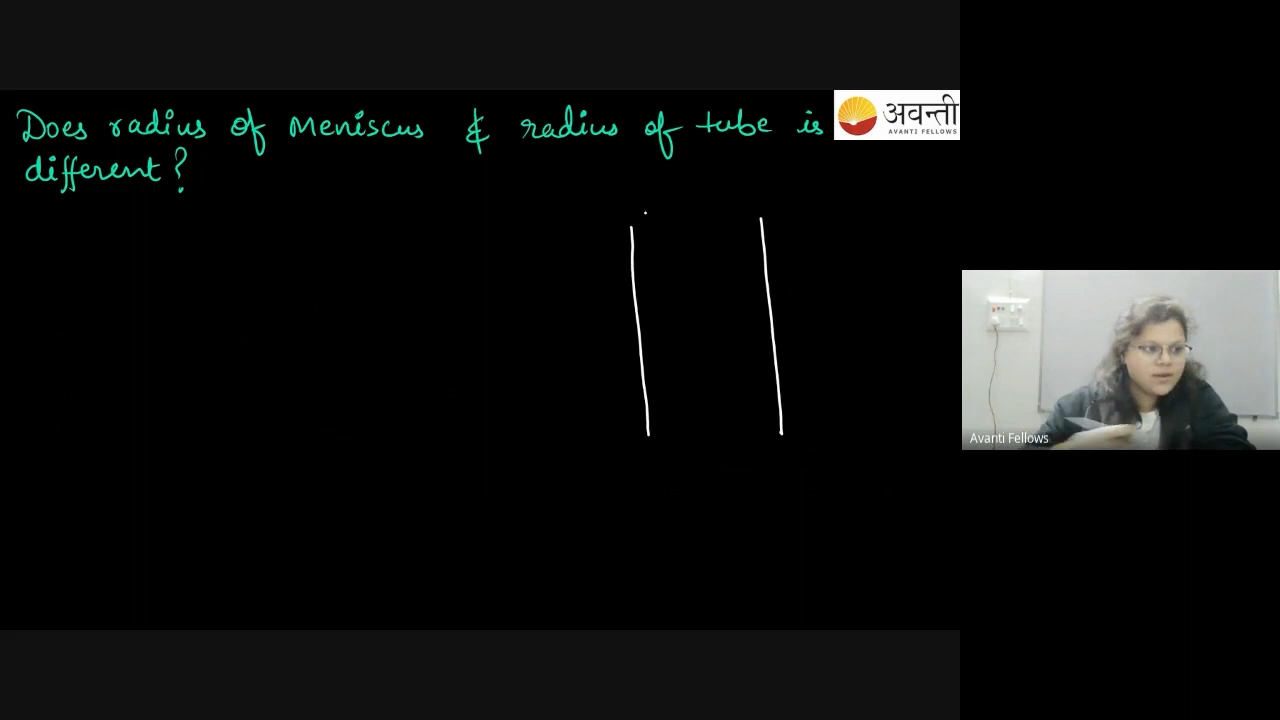 Does radius of Meniscus & radius of tube is
different?
अवन्ती
AVANTI FELLOWS
Avanti Fellows